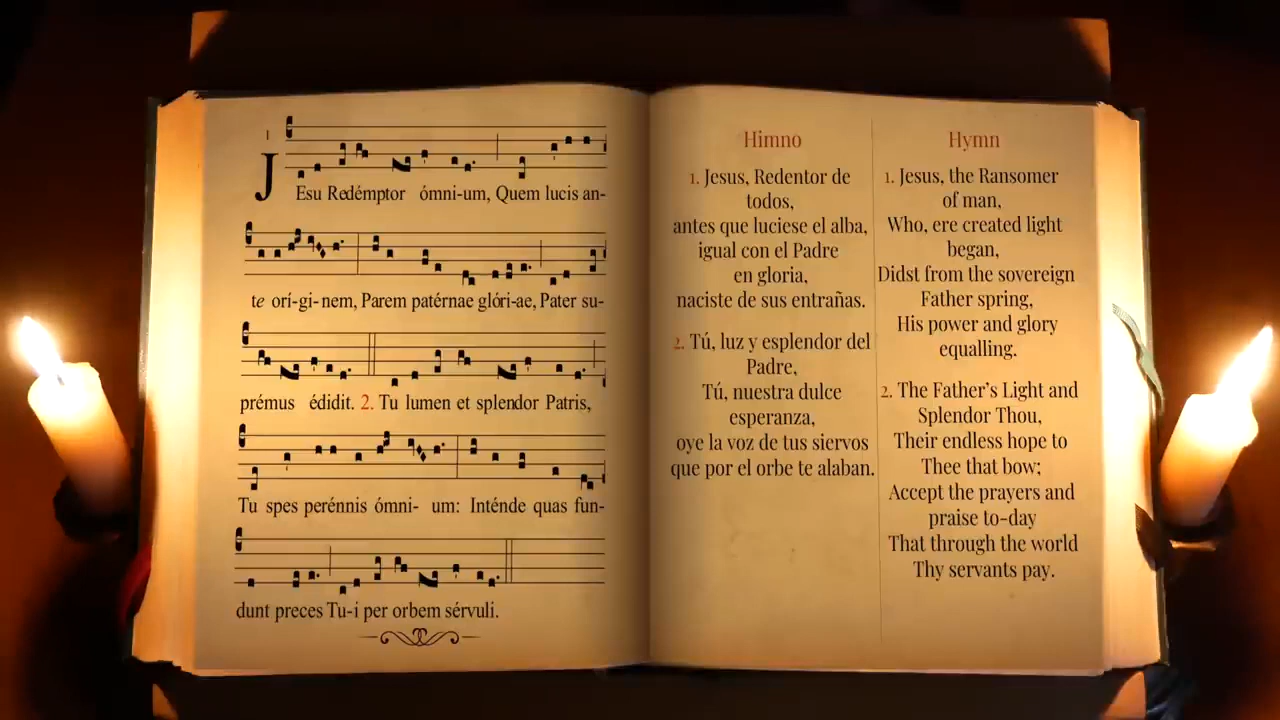 1
JEsu Redémptor ómni-um, Quem lucis an-
te orí-gi-nem, Parem patérnae glóri-ae, Pater su-
prémus édidit. 2. Tu lumen et splendor Patris,
Tu spes perénnis ómni- um: Inténde quas fun-
dunt preces Tu-i per orbem sérvuli.
Himno
1. Jesus, Redentor de
todos,
antes que luciese el alba,
igual con el Padre
en gloria,
naciste de sus entrañas.
2. Tú, luz y esplendor del
Padre,
Tú, nuestra dulce
esperanza,
oye la voz de tus siervos
que por el orbe te alaban.
Hymn
1. Jesus, the Ransomer
of man,
Who, ere created light
began,
Didst from the sovereign
Father spring,
His power and glory
equalling.
2. The Father’s Light and
Splendor Thou,
Their endless hope to
Thee that bow;
Accept the prayers and
praise to-day
That through the world
Thy servants pay.